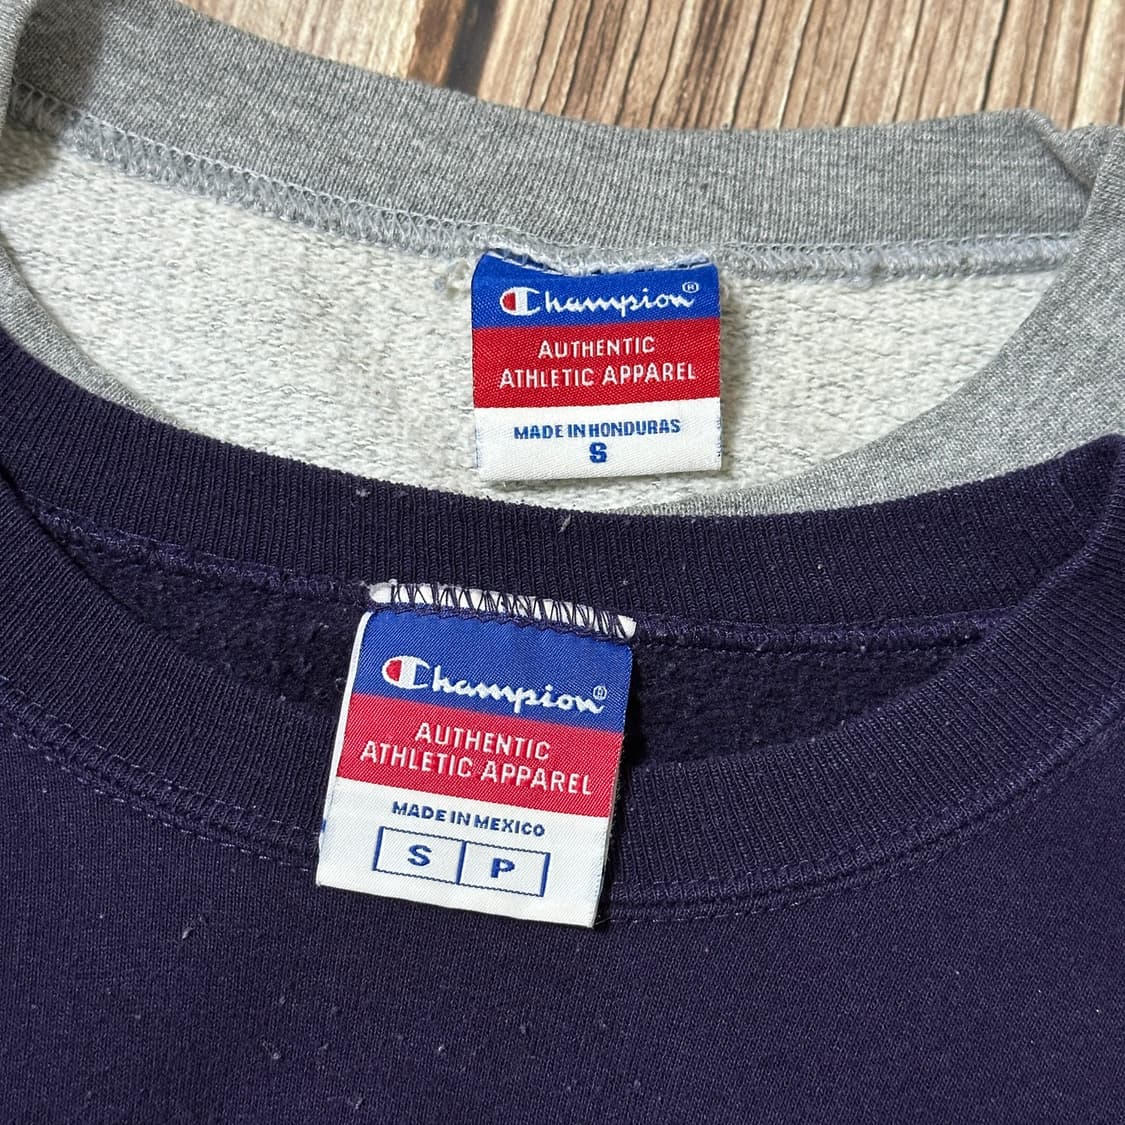 Champion®
AUTHENTIC
ATHLETIC APPAREL
MADE IN HONDURAS
S
Champion®
AUTHENTIC
ATHLETIC APPAREL
MADE IN MEXICO
S P